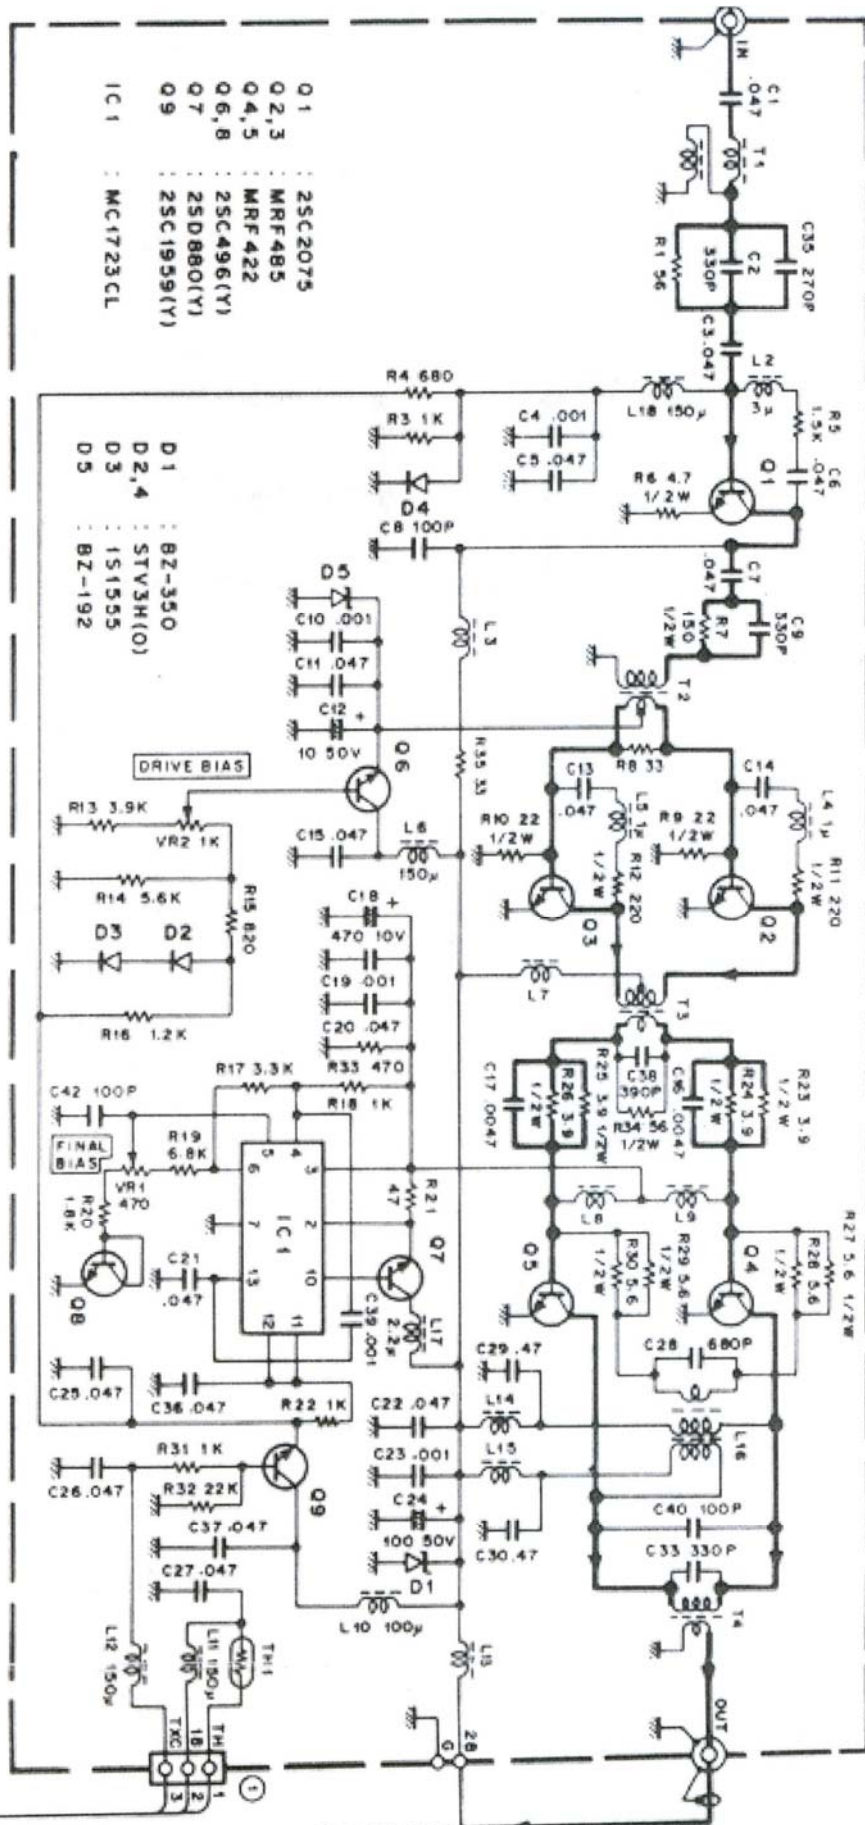 IN
C1
.047
T1
C35 270P
C2
330P
R1 56
C3 .047
L2
3μ
L18 150μ
R5
1.5K
C6
.047
Q1
R4 680
R3 1K
D4
C4 .001
C5 .047
R6 4.7
1/2W
C8 100P
C7
.047
C9
330P
R7
150
1/2W
T2
Q1 : 2SC2075
Q2,3 : MRF485
Q4,5 : MRF422
Q6,8 : 2SC496(Y)
Q7 : 2SD880(Y)
Q9 : 2SC1959(Y)
IC1 : MC1723CL
D1 : BZ-350
D2,4 : STV3H(O)
D3 : 1S1555
D5 : BZ-192
D5
C10 .001
C11 .047
C12 +
10 50V
L3
R35 33
Q6
DRIVE BIAS
R13 3.9K
VR2 1K
R14 5.6K
R15 820
D3
D2
R16 1.2K
C15 .047
L6
150μ
R8 33
C13
.047
C14
.047
L5 1μ
L4 1μ
R10 22
1/2W
R9 22
1/2W
R12 220
1/2W
R11 220
1/2W
Q3
Q2
C18 +
470 10V
C19 .001
C20 .047
R33 470
L7
T3
R17 3.3K
R18 1K
C42 100P
FINAL
BIAS
R19
6.8K
VR1
470
R20
1.8K
Q8
IC1
5
4
6
3
7
2
13
10
12
11
R21
47
Q7
C21
.047
C39 .001
L17
2.2μ
C17 .0047
R26 3.9
1/2W
R25 3.9 1/2W
C38
390P
R34 56
1/2W
C16 .0047
R24 3.9
1/2W
R23 3.9
1/2W
L8
L9
Q5
Q4
R30 5.6
1/2W
R29 5.6
1/2W
R28 5.6
1/2W
R27 5.6 1/2W
C28
680P
C25 .047
C36 .047
R22 1K
C22 .047
C23 .001
C24 +
100 50V
D1
C29 .47
L14
L15
L16
C30 .47
C40 100P
C33 330P
T4
R31 1K
C26 .047
R32 22K
Q9
C37 .047
C27 .047
L10 100μ
L13
L12 150μ
L11 150μ
TH1
TXC
18
TH
3
2
1
1
G
28
OUT